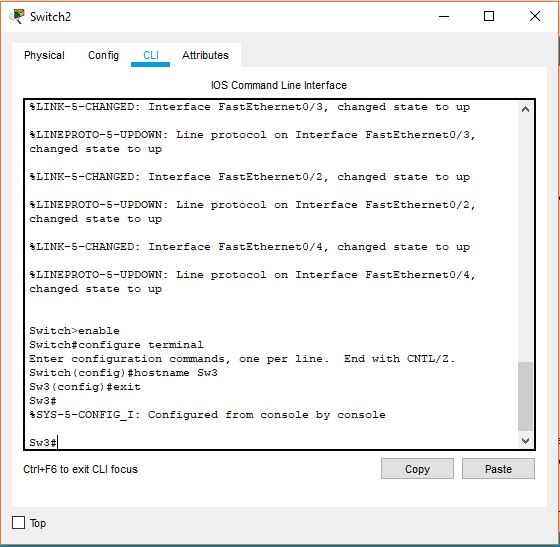 Switch2
Physical Config CLI Attributes
IOS Command Line Interface
%LINK-5-CHANGED: Interface FastEthernet0/3, changed state to up
%LINEPROTO-5-UPDOWN: Line protocol on Interface FastEthernet0/3,
changed state to up
%LINK-5-CHANGED: Interface FastEthernet0/2, changed state to up
%LINEPROTO-5-UPDOWN: Line protocol on Interface FastEthernet0/2,
changed state to up
%LINK-5-CHANGED: Interface FastEthernet0/4, changed state to up
%LINEPROTO-5-UPDOWN: Line protocol on Interface FastEthernet0/4,
changed state to up
Switch>enable
Switch#configure terminal
Enter configuration commands, one per line.  End with CNTL/Z.
Switch(config)#hostname Sw3
Sw3(config)#exit
Sw3#
%SYS-5-CONFIG_I: Configured from console by console
Sw3#
Ctrl+F6 to exit CLI focus
Copy Paste
Top